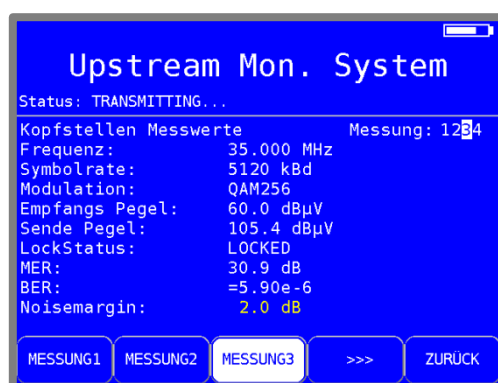 Upstream Mon. System
Status: TRANSMITTING...
Kopfstellen Messwerte Messung: 1234
Frequenz: 35.000 MHz
Symbolrate: 5120 kBd
Modulation: QAM256
Empfangs Pegel: 60.0 dBµV
Sende Pegel: 105.4 dBµV
LockStatus: LOCKED
MER: 30.9 dB
BER: =5.90e-6
Noisemargin: 2.0 dB
MESSUNG1 MESSUNG2 MESSUNG3 >>> ZURÜCK